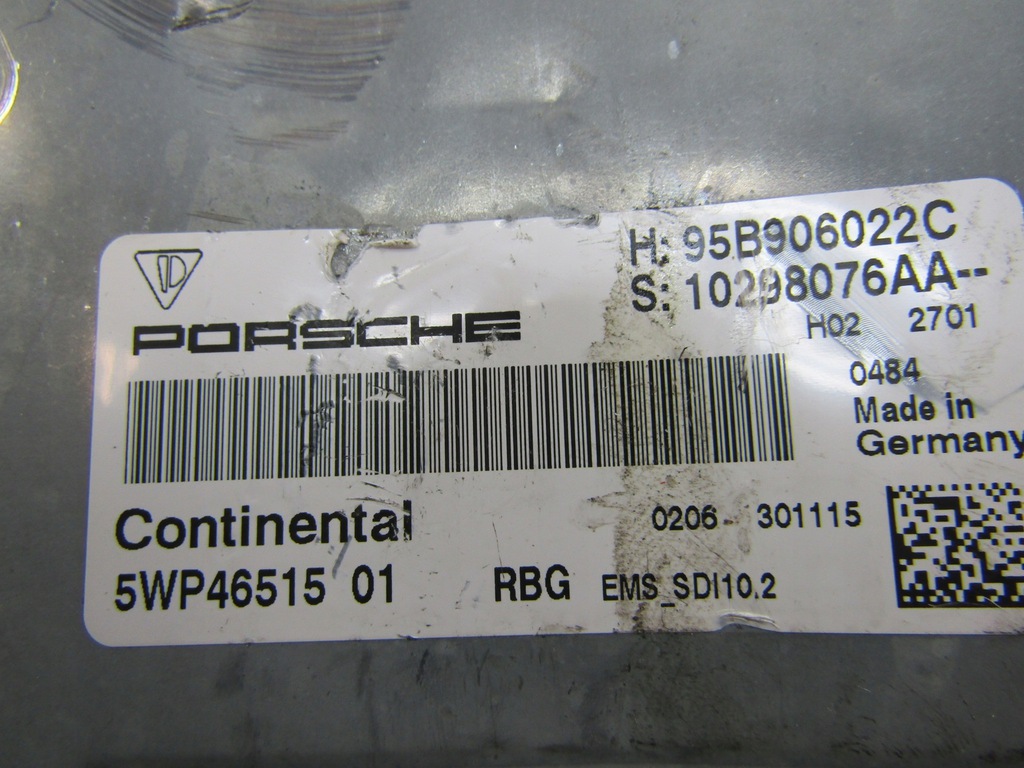 H: 95B906022C
S: 10298076AA--
PORSCHE
H02 2701
0484
Made in
Germany
Continental
0206 301115
5WP46515 01 RBG EMS_SDI10.2